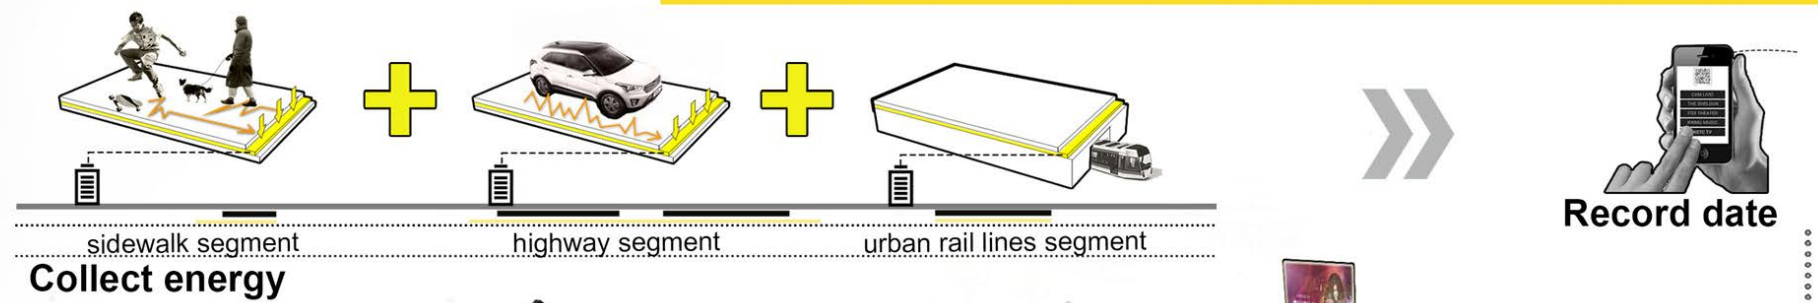 sidewalk segment
highway segment
urban rail lines segment
Collect energy
Record date